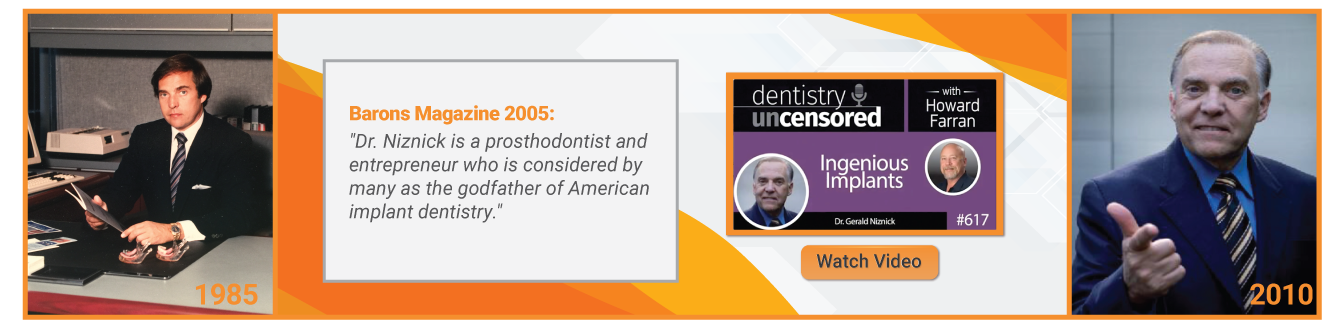 1985
Barons Magazine 2005:
"Dr. Niznick is a prosthodontist and
entrepreneur who is considered by
many as the godfather of American
implant dentistry."
dentistry
uncensored
with
Howard
Farran
Ingenious
Implants
Dr. Gerald Niznick
#617
Watch Video
2010